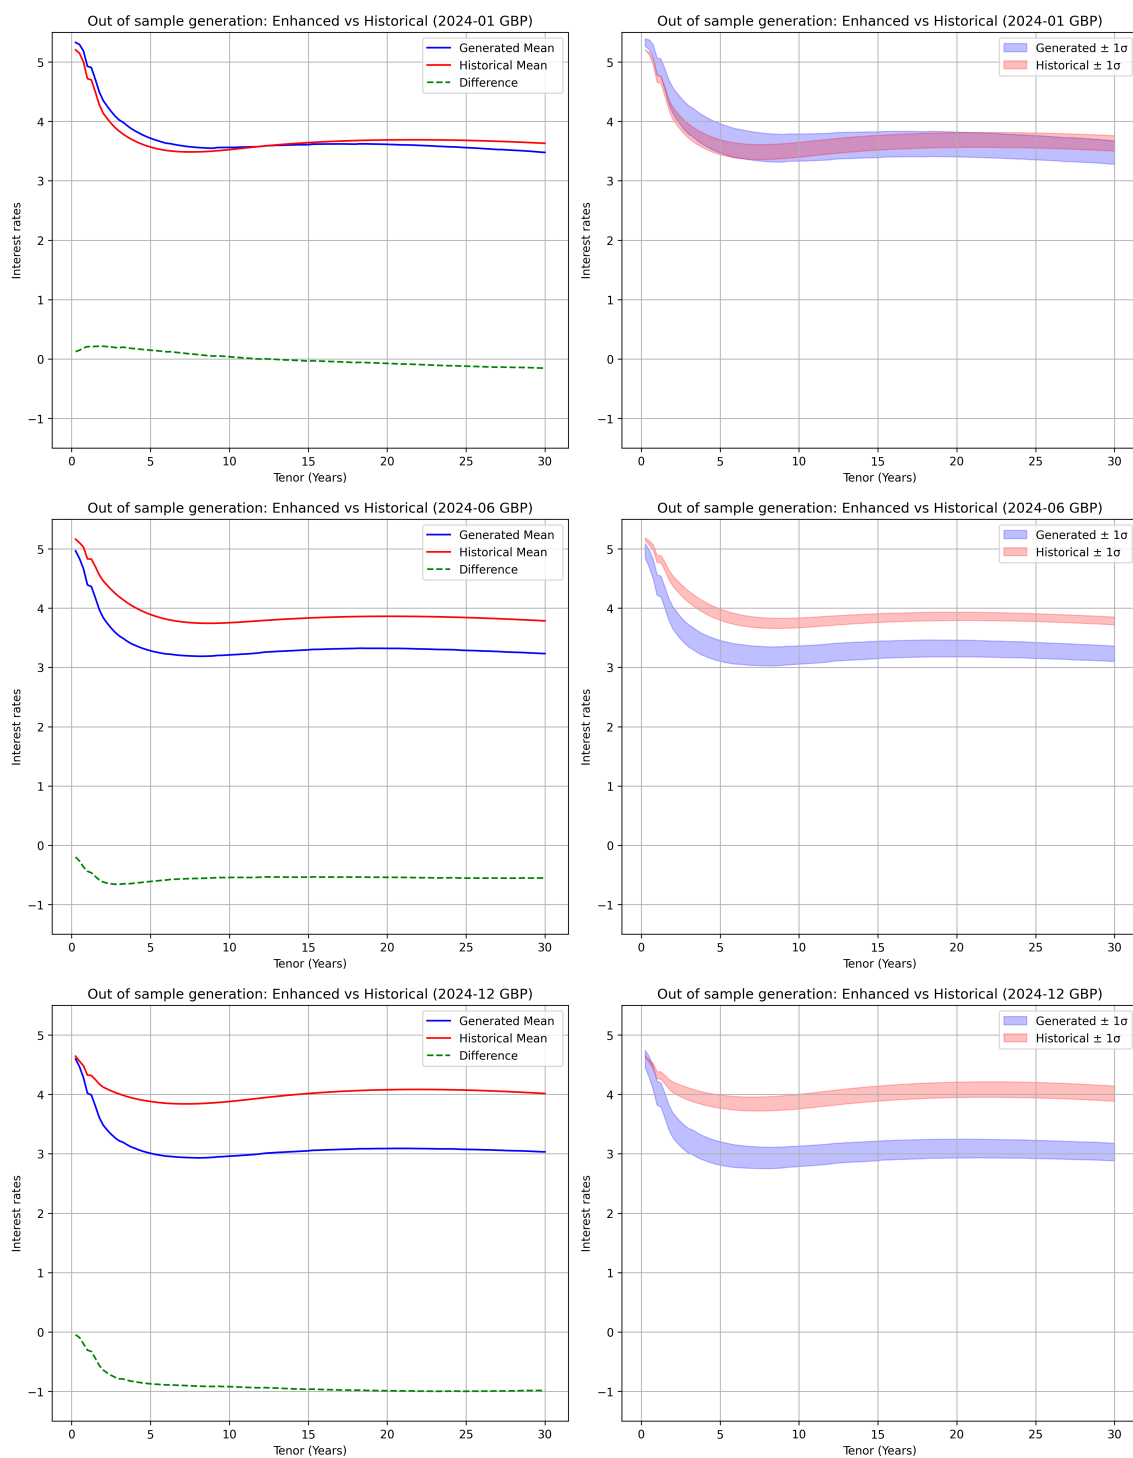 Out of sample generation: Enhanced vs Historical (2024-01 GBP)
Generated Mean
Historical Mean
Difference
5
4
3
2
1
0
−1
Interest rates
0 5 10 15 20 25 30
Tenor (Years)
Out of sample generation: Enhanced vs Historical (2024-01 GBP)
Generated ± 1σ
Historical ± 1σ
5
4
3
2
1
0
−1
Interest rates
0 5 10 15 20 25 30
Tenor (Years)
Out of sample generation: Enhanced vs Historical (2024-06 GBP)
Generated Mean
Historical Mean
Difference
5
4
3
2
1
0
−1
Interest rates
0 5 10 15 20 25 30
Tenor (Years)
Out of sample generation: Enhanced vs Historical (2024-06 GBP)
Generated ± 1σ
Historical ± 1σ
5
4
3
2
1
0
−1
Interest rates
0 5 10 15 20 25 30
Tenor (Years)
Out of sample generation: Enhanced vs Historical (2024-12 GBP)
Generated Mean
Historical Mean
Difference
5
4
3
2
1
0
−1
Interest rates
0 5 10 15 20 25 30
Tenor (Years)
Out of sample generation: Enhanced vs Historical (2024-12 GBP)
Generated ± 1σ
Historical ± 1σ
5
4
3
2
1
0
−1
Interest rates
0 5 10 15 20 25 30
Tenor (Years)